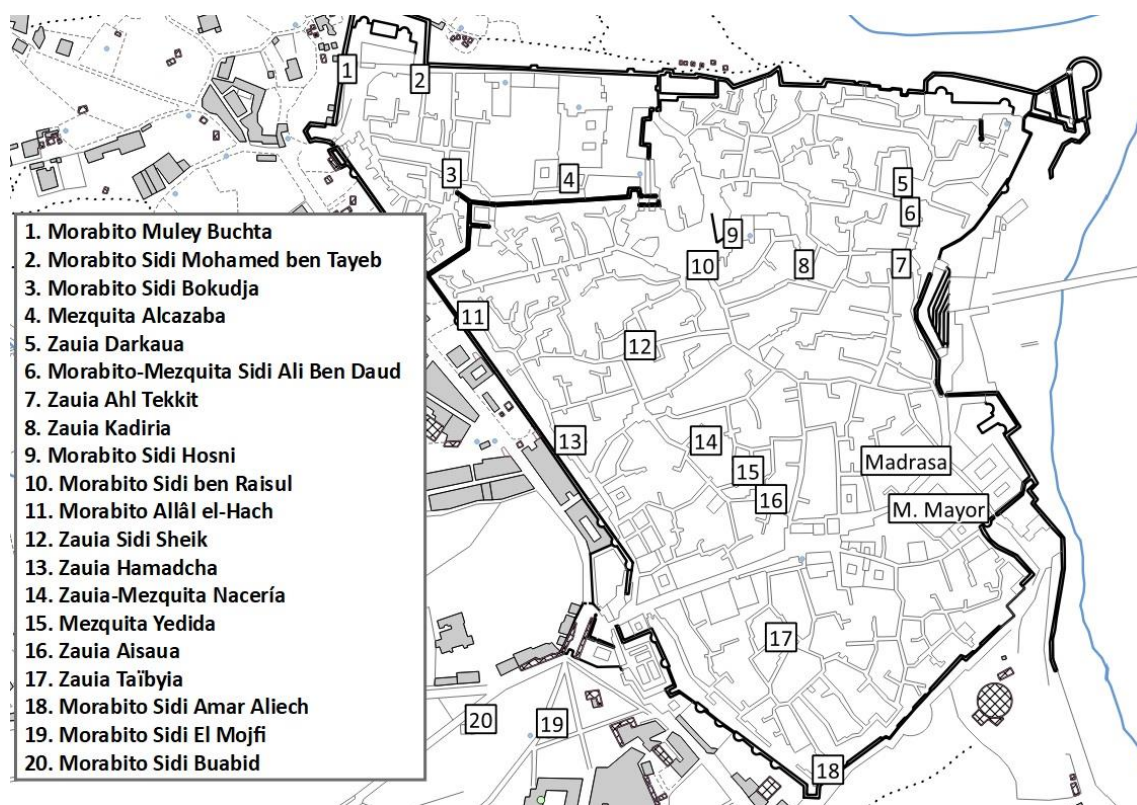 1. Morabito Muley Buchta
2. Morabito Sidi Mohamed ben Tayeb
3. Morabito Sidi Bokudja
4. Mezquita Alcazaba
5. Zauia Darkaua
6. Morabito-Mezquita Sidi Ali Ben Daud
7. Zauia Ahl Tekkit
8. Zauia Kadiria
9. Morabito Sidi Hosni
10. Morabito Sidi ben Raisul
11. Morabito Allâl el-Hach
12. Zauia Sidi Sheik
13. Zauia Hamadcha
14. Zauia-Mezquita Nacería
15. Mezquita Yedida
16. Zauia Aisaua
17. Zauia Taïbyia
18. Morabito Sidi Amar Aliech
19. Morabito Sidi El Mojfi
20. Morabito Sidi Buabid
1
2
3
4
5
6
7
8
9
10
11
12
13
14
15
16
Madrasa
M. Mayor
17
18
19
20